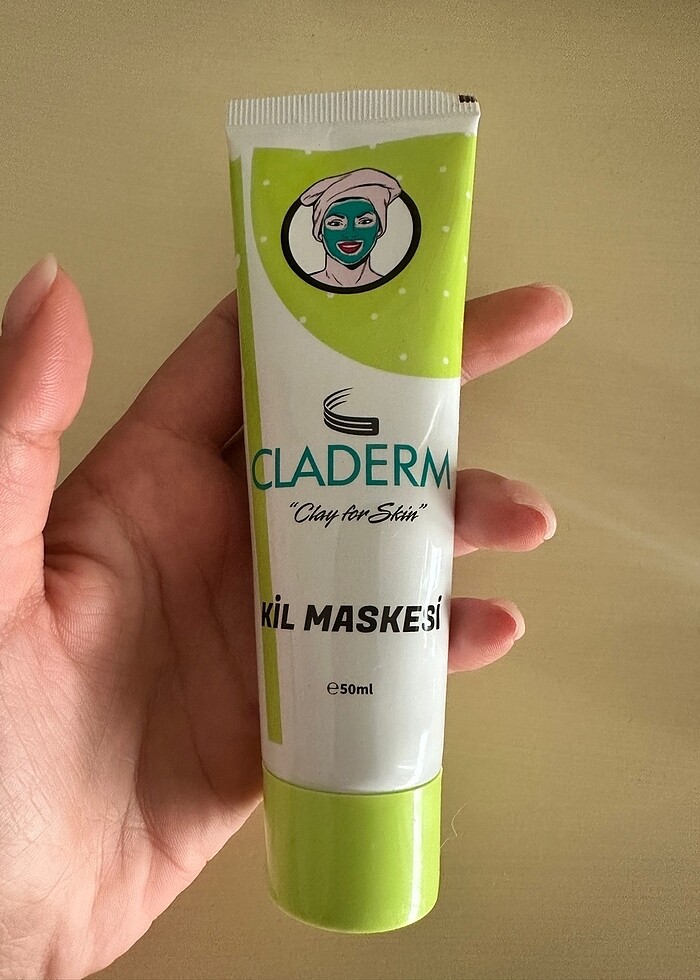 CLADERM
"Clay for Skin"
KİL MASKESİ
℮50ml